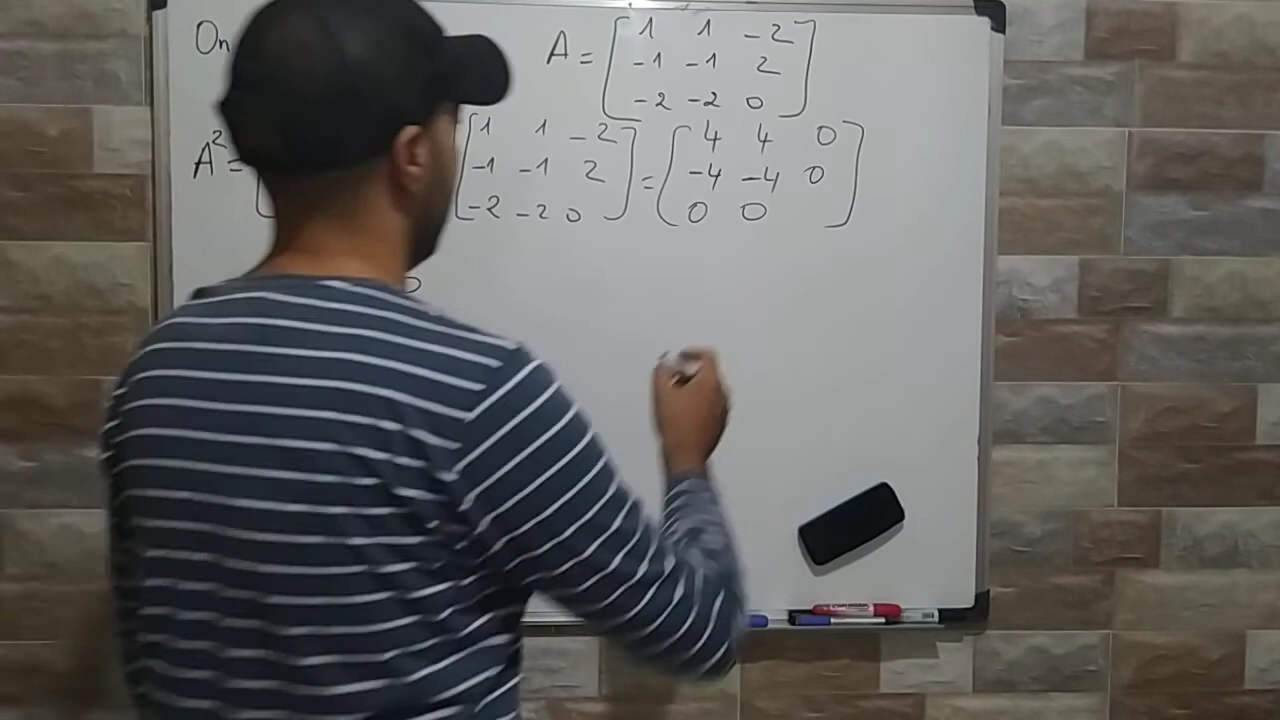 On A = [ 1 1 -2
-1 -1 2
-2 -2 0 ]
A² = [ [ 1 1 -2 ] = [ 4 4 0 ]
-1 -1 2 -4 -4 0
-2 -2 0 0 0
0